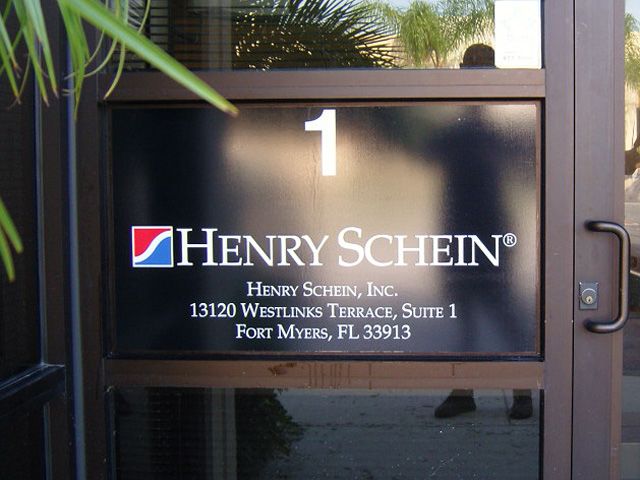 1
HENRY SCHEIN®
HENRY SCHEIN, INC.
13120 WESTLINKS TERRACE, SUITE 1
FORT MYERS, FL 33913